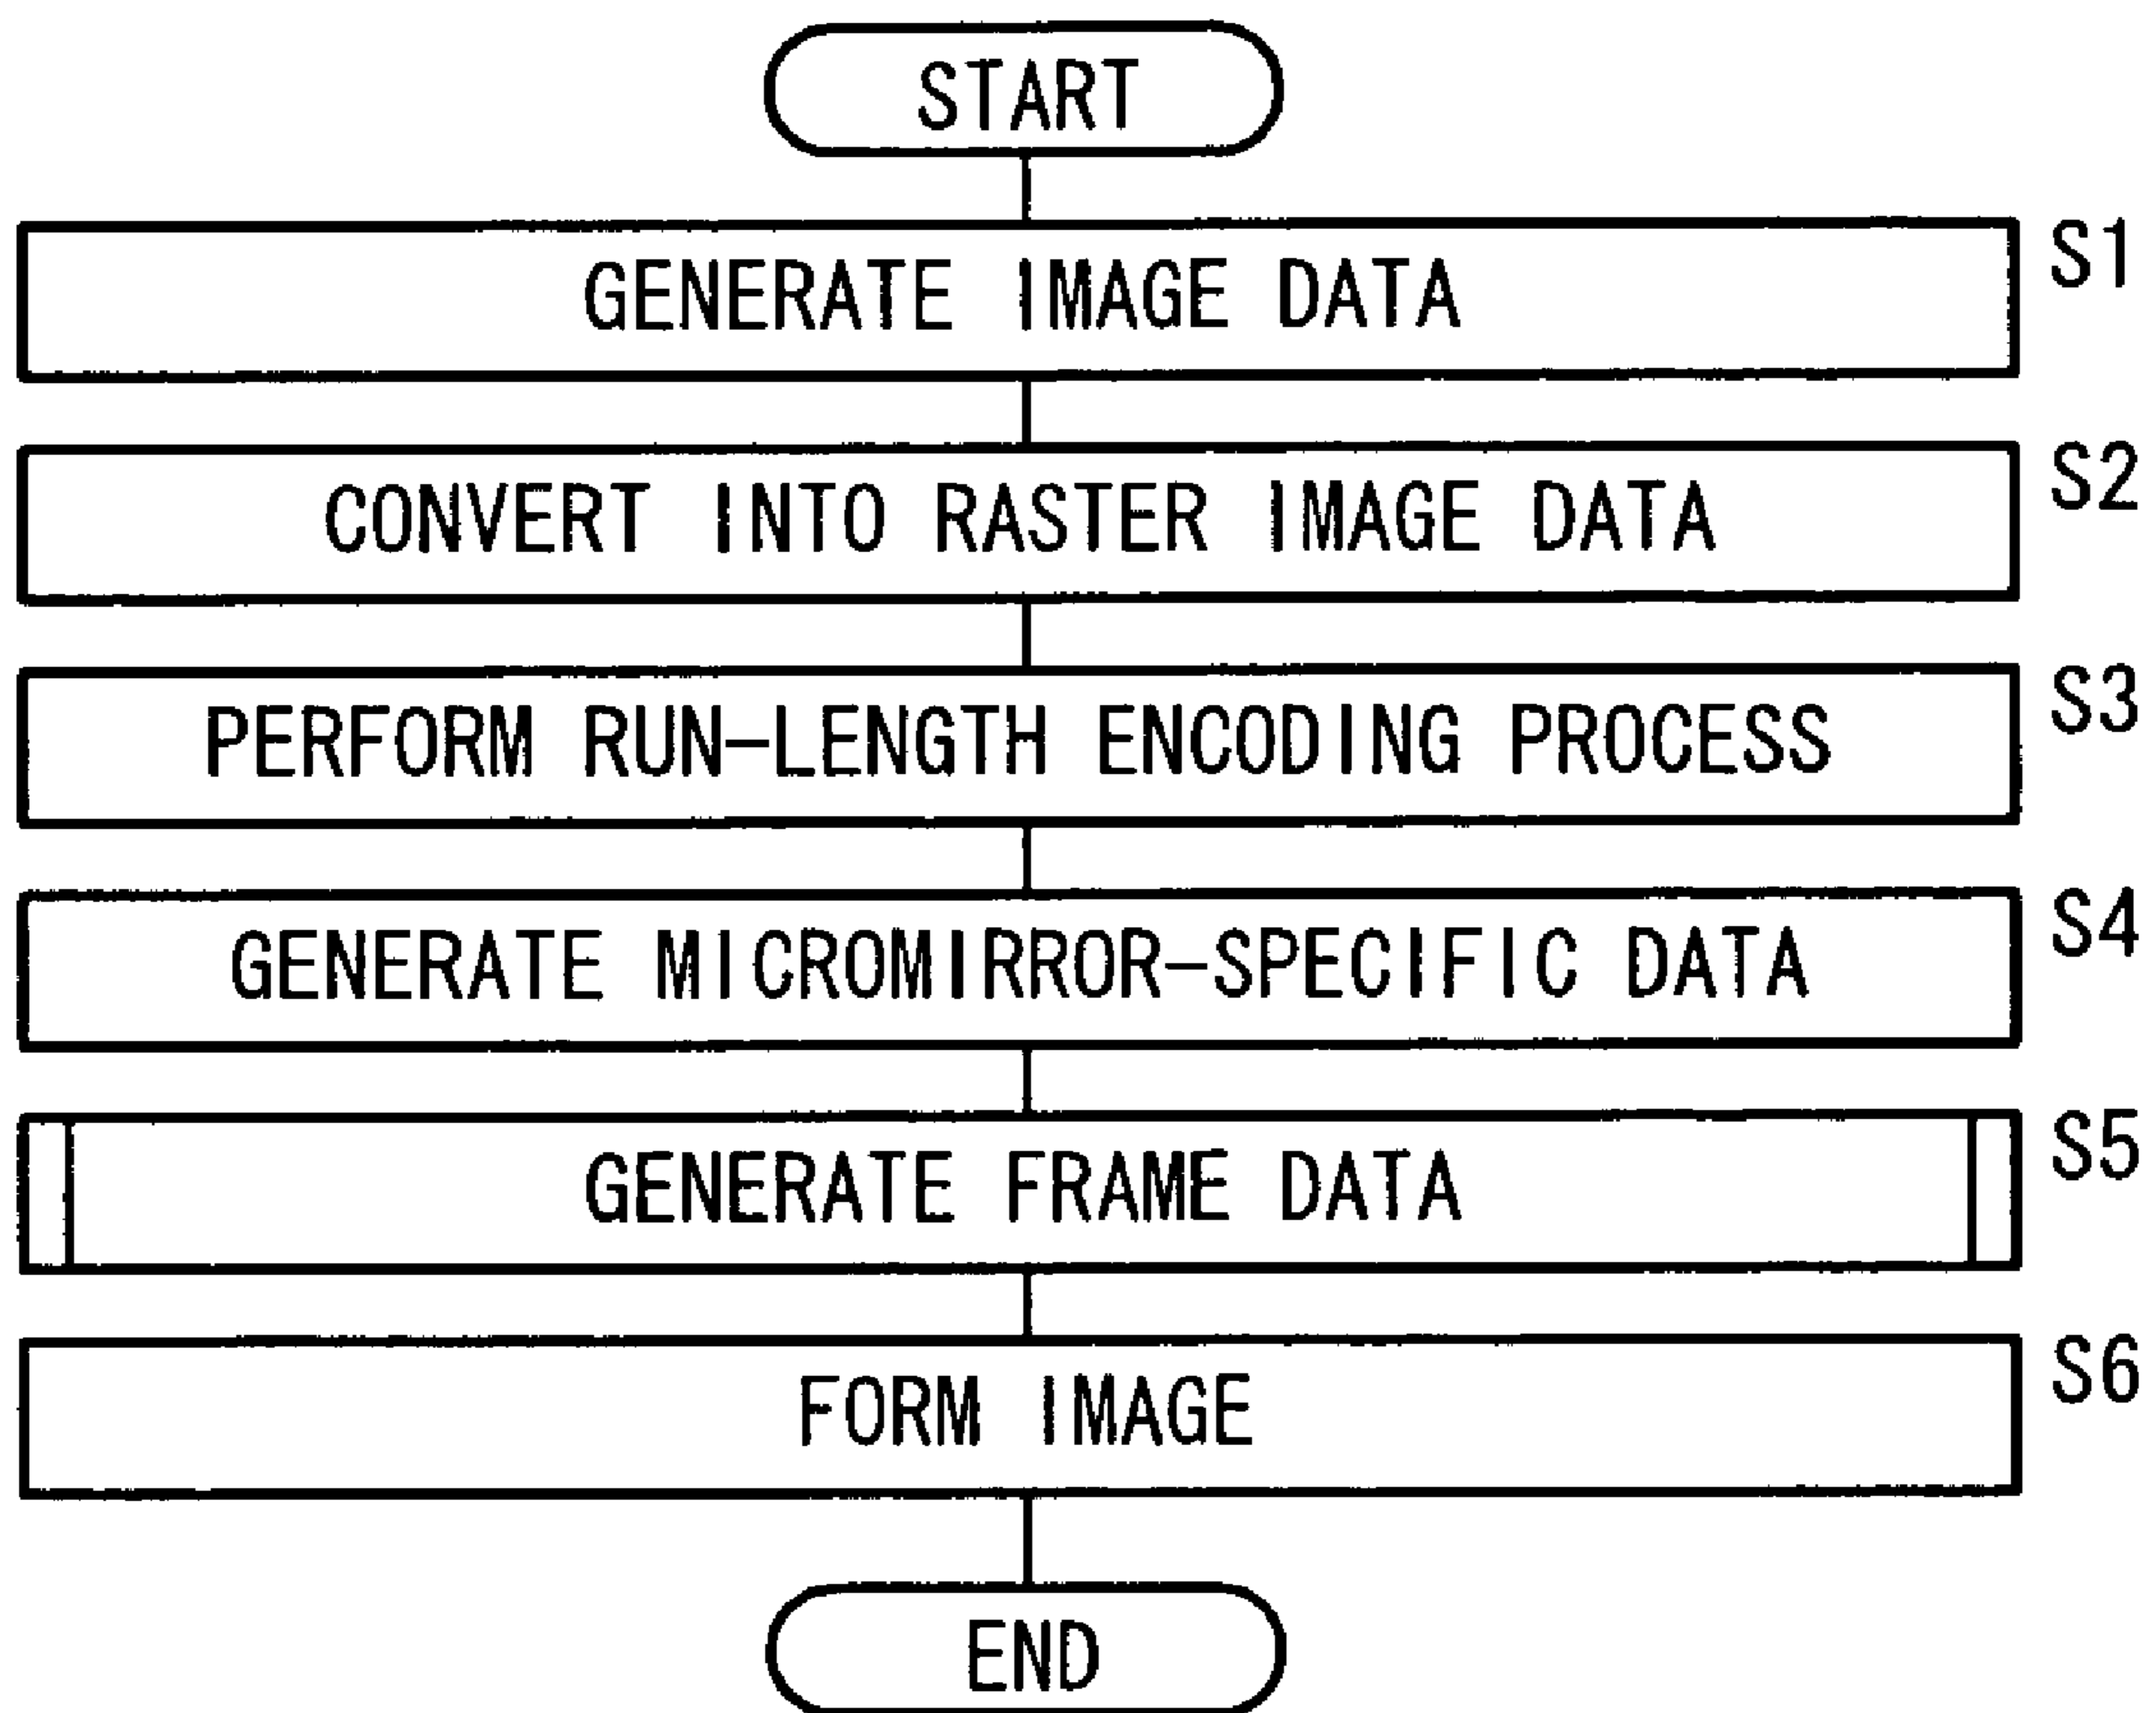 START
GENERATE IMAGE DATA S1
CONVERT INTO RASTER IMAGE DATA S2
PERFORM RUN-LENGTH ENCODING PROCESS S3
GENERATE MICROMIRROR-SPECIFIC DATA S4
GENERATE FRAME DATA S5
FORM IMAGE S6
END